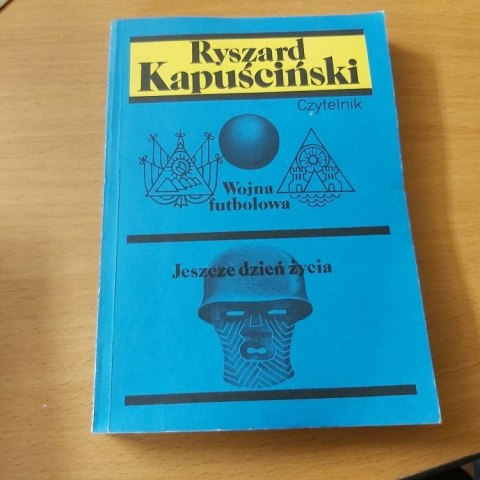 Ryszard
Kapuściński
Czytelnik
Wojna
futbolowa
Jeszcze dzień życia